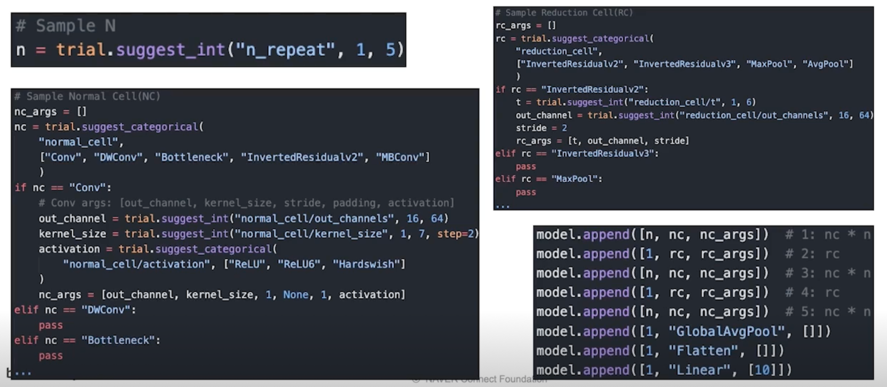 # Sample N
n = trial.suggest_int("n_repeat", 1, 5)
# Sample Normal Cell(NC)
nc_args = []
nc = trial.suggest_categorical(
    "normal_cell",
    ["Conv", "DWConv", "Bottleneck", "InvertedResidualv2", "MBConv"]
    )
if nc == "Conv":
    # Conv args: [out_channel, kernel_size, stride, padding, activation]
    out_channel = trial.suggest_int("normal_cell/out_channels", 16, 64)
    kernel_size = trial.suggest_int("normal_cell/kernel_size", 1, 7, step=2)
    activation = trial.suggest_categorical(
        "normal_cell/activation", ["ReLU", "ReLU6", "Hardswish"]
    )
    nc_args = [out_channel, kernel_size, 1, None, 1, activation]
elif nc == "DWConv":
    pass
elif nc == "Bottleneck":
    pass
...
# Sample Reduction Cell(RC)
rc_args = []
rc = trial.suggest_categorical(
    "reduction_cell",
    ["InvertedResidualv2", "InvertedResidualv3", "MaxPool", "AvgPool"]
    )
if rc == "InvertedResidualv2":
    t = trial.suggest_int("reduction_cell/t", 1, 6)
    out_channel = trial.suggest_int("reduction_cell/out_channels", 16, 64)
    stride = 2
    rc_args = [t, out_channel, stride]
elif rc == "InvertedResidualv3":
    pass
elif rc == "MaxPool":
    pass
...
model.append([n, nc, nc_args])  # 1: nc * n
model.append([1, rc, rc_args])  # 2: rc
model.append([n, nc, nc_args])  # 3: nc * n
model.append([1, rc, rc_args])  # 4: rc
model.append([n, nc, nc_args])  # 5: nc * n
model.append([1, "GlobalAvgPool", []])
model.append([1, "Flatten", []])
model.append([1, "Linear", [10]])
Connect Foundation